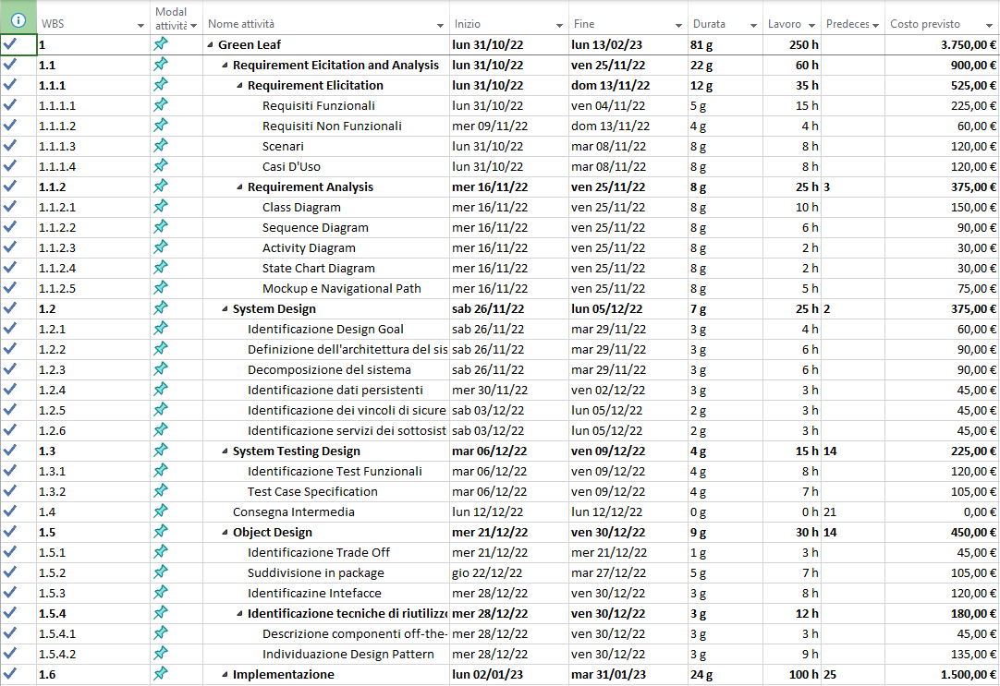 WBS Modal attività Nome attività Inizio Fine Durata Lavoro Predeces Costo previsto
1 Green Leaf lun 31/10/22 lun 13/02/23 81 g 250 h 3.750,00 €
1.1 Requirement Eicitation and Analysis lun 31/10/22 ven 25/11/22 22 g 60 h 900,00 €
1.1.1 Requirement Elicitation lun 31/10/22 dom 13/11/22 12 g 35 h 525,00 €
1.1.1.1 Requisiti Funzionali lun 31/10/22 ven 04/11/22 5 g 15 h 225,00 €
1.1.1.2 Requisiti Non Funzionali mer 09/11/22 dom 13/11/22 4 g 4 h 60,00 €
1.1.1.3 Scenari lun 31/10/22 mar 08/11/22 8 g 8 h 120,00 €
1.1.1.4 Casi D'Uso lun 31/10/22 mar 08/11/22 8 g 8 h 120,00 €
1.1.2 Requirement Analysis mer 16/11/22 ven 25/11/22 8 g 25 h 3 375,00 €
1.1.2.1 Class Diagram mer 16/11/22 ven 25/11/22 8 g 10 h 150,00 €
1.1.2.2 Sequence Diagram mer 16/11/22 ven 25/11/22 8 g 6 h 90,00 €
1.1.2.3 Activity Diagram mer 16/11/22 ven 25/11/22 8 g 2 h 30,00 €
1.1.2.4 State Chart Diagram mer 16/11/22 ven 25/11/22 8 g 2 h 30,00 €
1.1.2.5 Mockup e Navigational Path mer 16/11/22 ven 25/11/22 8 g 5 h 75,00 €
1.2 System Design sab 26/11/22 lun 05/12/22 7 g 25 h 2 375,00 €
1.2.1 Identificazione Design Goal sab 26/11/22 mar 29/11/22 3 g 4 h 60,00 €
1.2.2 Definizione dell'architettura del sis sab 26/11/22 mar 29/11/22 3 g 6 h 90,00 €
1.2.3 Decomposizione del sistema sab 26/11/22 mar 29/11/22 3 g 6 h 90,00 €
1.2.4 Identificazione dati persistenti mer 30/11/22 ven 02/12/22 3 g 3 h 45,00 €
1.2.5 Identificazione dei vincoli di sicure sab 03/12/22 lun 05/12/22 2 g 3 h 45,00 €
1.2.6 Identificazione servizi dei sottosist sab 03/12/22 lun 05/12/22 2 g 3 h 45,00 €
1.3 System Testing Design mar 06/12/22 ven 09/12/22 4 g 15 h 14 225,00 €
1.3.1 Identificazione Test Funzionali mar 06/12/22 ven 09/12/22 4 g 8 h 120,00 €
1.3.2 Test Case Specification mar 06/12/22 ven 09/12/22 4 g 7 h 105,00 €
1.4 Consegna Intermedia lun 12/12/22 lun 12/12/22 0 g 0 h 21 0,00 €
1.5 Object Design mer 21/12/22 ven 30/12/22 9 g 30 h 14 450,00 €
1.5.1 Identificazione Trade Off mer 21/12/22 mer 21/12/22 1 g 3 h 45,00 €
1.5.2 Suddivisione in package gio 22/12/22 mar 27/12/22 5 g 7 h 105,00 €
1.5.3 Identificazine Intefacce mer 28/12/22 ven 30/12/22 3 g 8 h 120,00 €
1.5.4 Identificazione tecniche di riutilizzo mer 28/12/22 ven 30/12/22 3 g 12 h 180,00 €
1.5.4.1 Descrizione componenti off-the- mer 28/12/22 ven 30/12/22 3 g 3 h 45,00 €
1.5.4.2 Individuazione Design Pattern mer 28/12/22 ven 30/12/22 3 g 9 h 135,00 €
1.6 Implementazione lun 02/01/23 mar 31/01/23 24 g 100 h 25 1.500,00 €